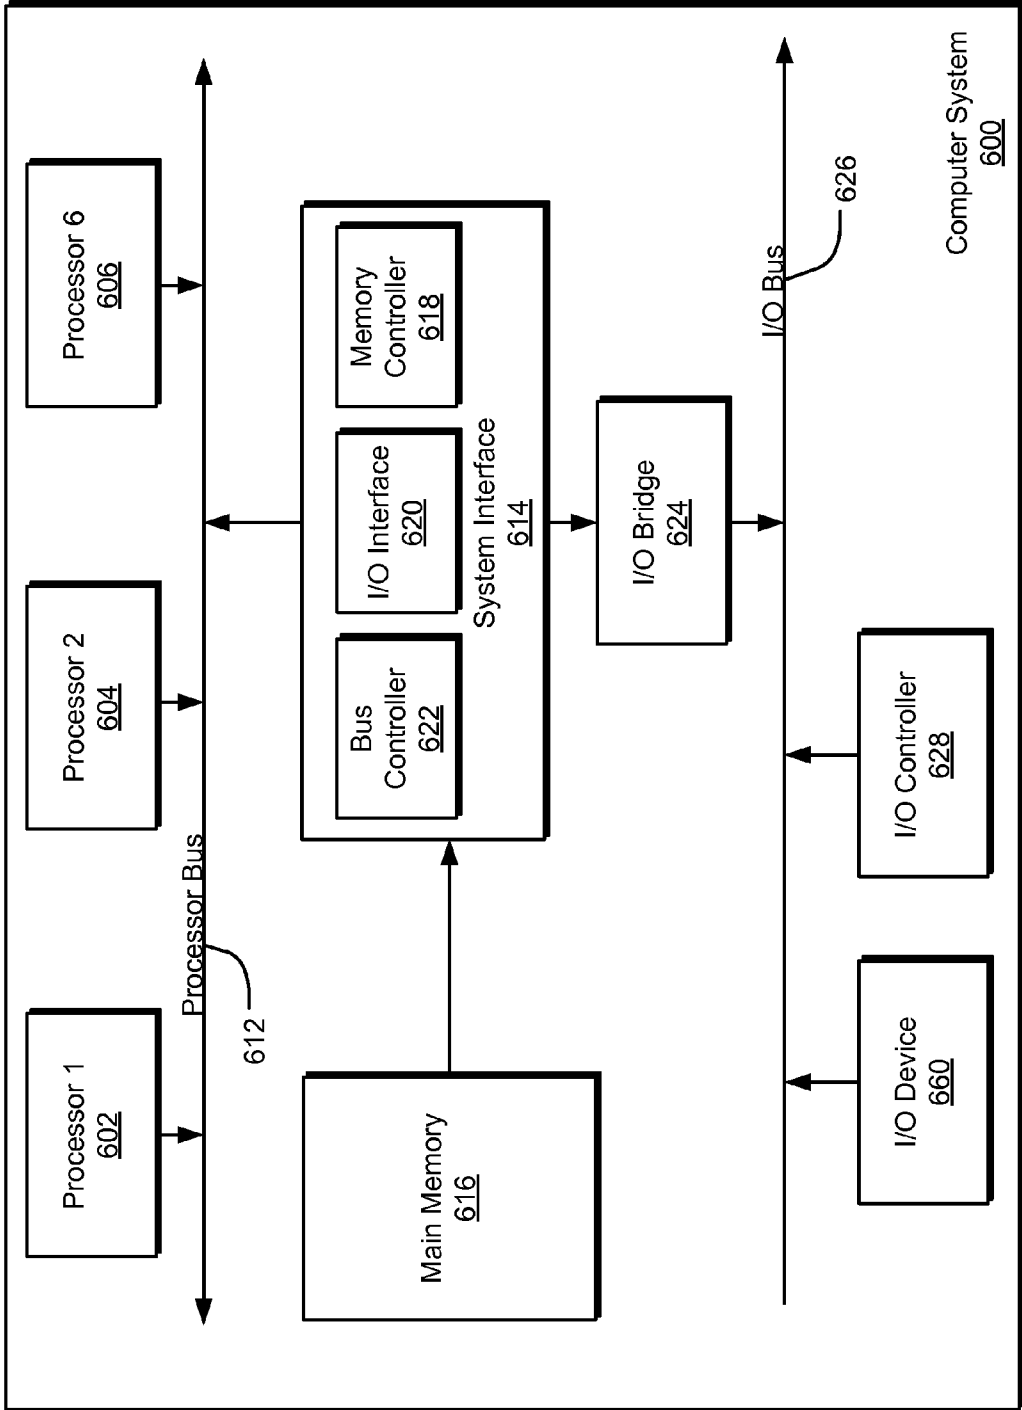 Processor 1
602
Processor 2
604
Processor 6
606
Processor Bus
612
Main Memory
616
Bus
Controller
622
I/O Interface
620
Memory
Controller
618
System Interface
614
I/O Bridge
624
I/O Bus
626
I/O Device
660
I/O Controller
628
Computer System
600